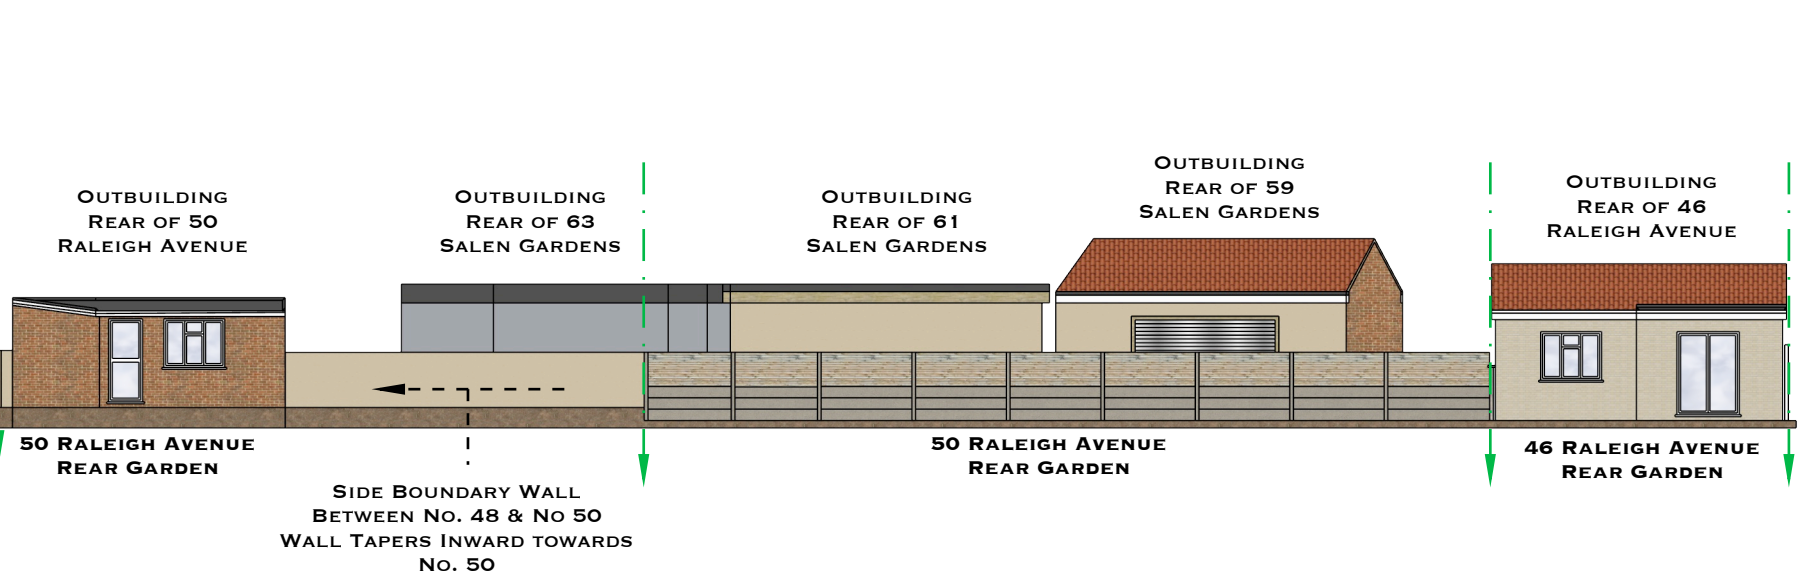 Outbuilding
Rear of 50
Raleigh Avenue
Outbuilding
Rear of 63
Salen Gardens
Outbuilding
Rear of 61
Salen Gardens
Outbuilding
Rear of 59
Salen Gardens
Outbuilding
Rear of 46
Raleigh Avenue
50 Raleigh Avenue
Rear Garden
Side Boundary Wall
Between No. 48 & No 50
Wall Tapers Inward towards
No. 50
50 Raleigh Avenue
Rear Garden
46 Raleigh Avenue
Rear Garden